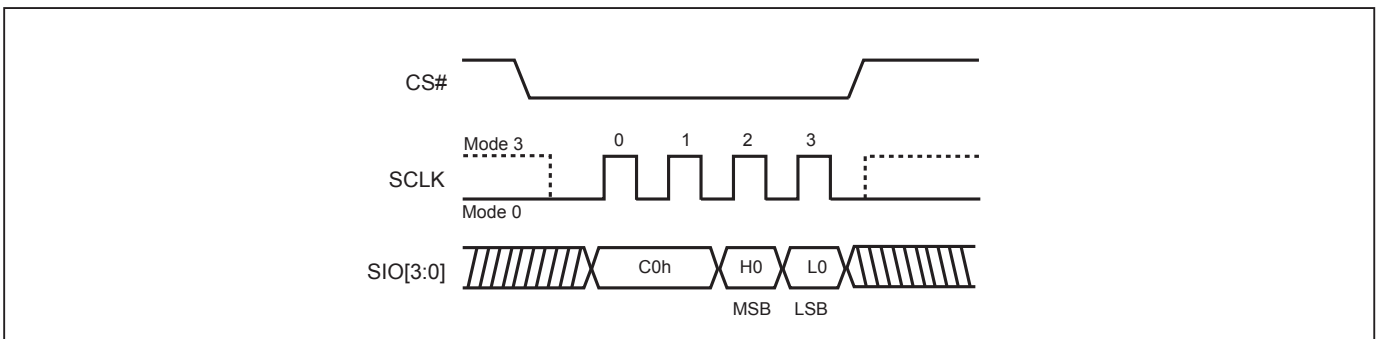 CS#
Mode 3 0 1 2 3
SCLK
Mode 0
SIO[3:0] C0h H0 L0
MSB LSB